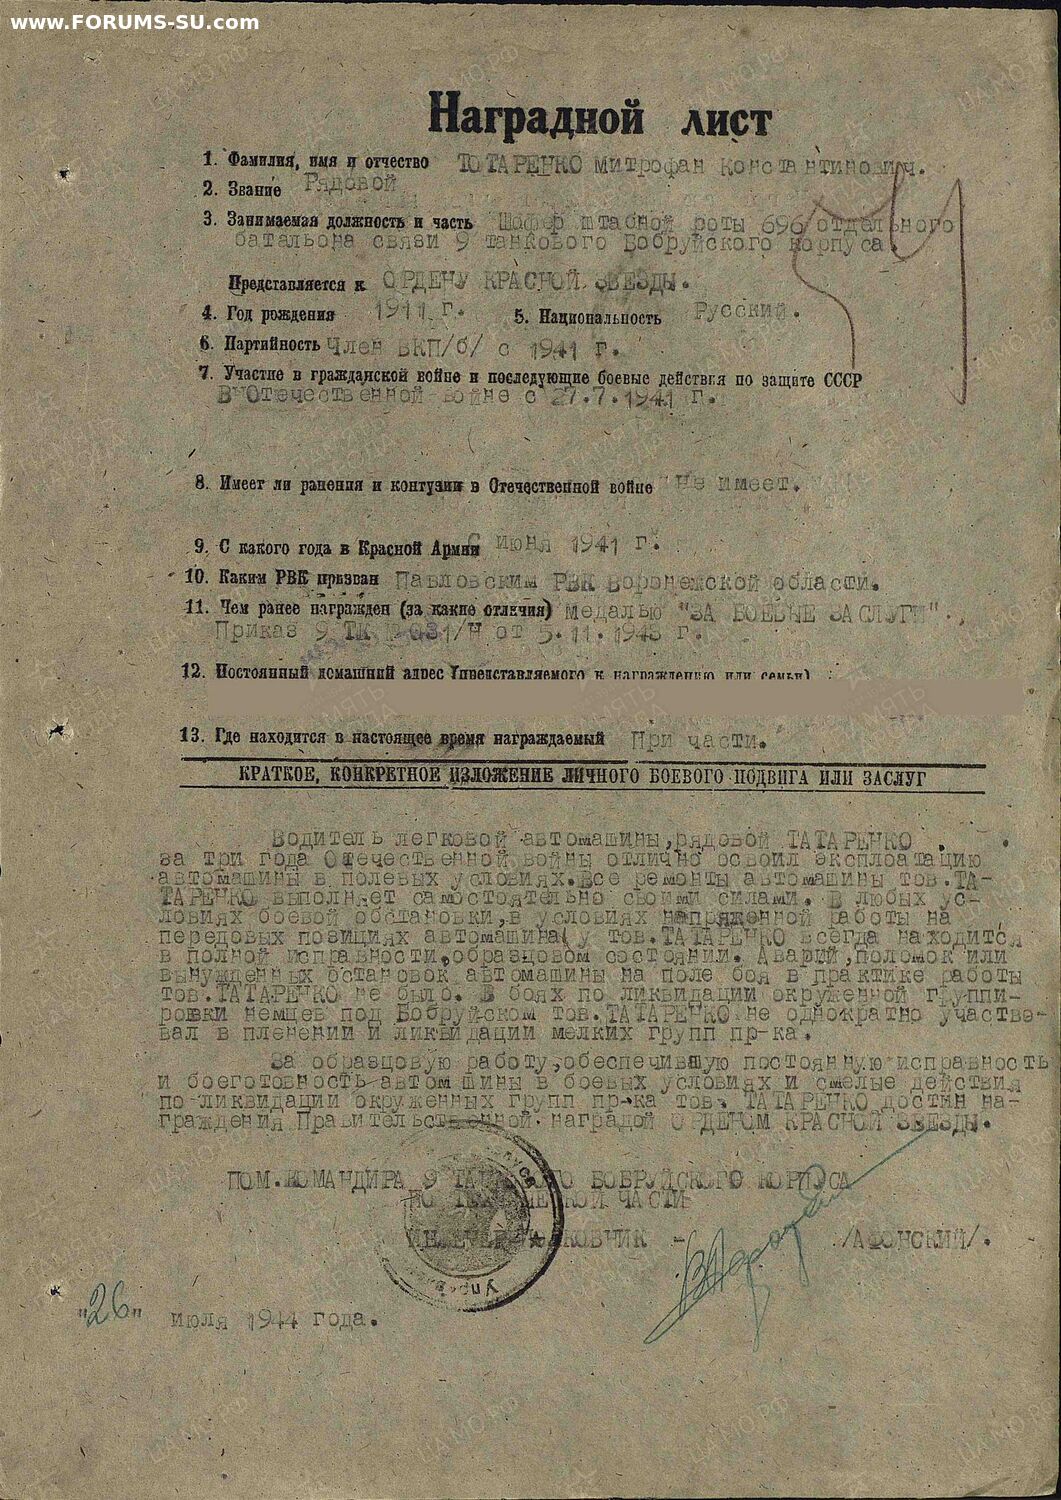 www.FORUMS-SU.com
Наградной лист
1. Фамилия, имя и отчество ТОТАРЕНКО Митрофан Константинович.
2. Звание Рядовой
3. Занимаемая должность и часть Шофер штабной роты 696 отдельного
батальона связи 9 танкового Бобруйского корпуса.
Представляется к ОРДЕНУ КРАСНОЙ ЗВЕЗДЫ.
4. Год рождения 1911 г. 5. Национальность Русский.
6. Партийность Член ВКП/б/ с 1941 г.
7. Участие в гражданской войне и последующие боевые действия по защите СССР
В Отечественной войне с 27.7.1941 г.
8. Имеет ли ранения и контузии в Отечественной войне Не имеет.
9. С какого года в Красной Армии С июня 1941 г.
10. Каким РВК призван Павловским РВК Воронежской области.
11. Чем ранее награжден (за какие отличия) медалью "ЗА БОЕВЫЕ ЗАСЛУГИ".,
Приказ 9 ТК № 031/Н от 5.11.1943 г.
12. Постоянный домашний адрес (представляемого к награждению или семьи)
13. Где находится в настоящее время награждаемый При части.
КРАТКОЕ, КОНКРЕТНОЕ ИЗЛОЖЕНИЕ ЛИЧНОГО БОЕВОГО ПОДВИГА ИЛИ ЗАСЛУГ
Водитель легковой автомашины, рядовой ТАТАРЕНКО
за три года Отечественной войны отлично освоил эксплоатацию
автомашины в полевых условиях. Все ремонты автомашины тов.ТА-
ТАРЕНКО выполняет самостоятельно своими силами. В любых ус-
ловиях боевой обстановки, в условиях напряженной работы на
передовых позициях автомашина у тов.ТАТАРЕНКО всегда находится
в полной исправности, образцовом состоянии. Аварий, поломок или
вынужденных остановок автомашины на поле боя в практике работы
тов.ТАТАРЕНКО не было. В боях по ликвидации окруженной группи-
ровки немцев под Бобруйском тов.ТАТАРЕНКО не однократно участво-
вал в пленении и ликвидации мелких групп пр-ка.
За образцовую работу, обеспечившую постоянную исправность
и боеготовность автом шины в боевых условиях и смелые действия
по ликвидации окруженных групп пр-ка тов. ТАТАРЕНКО достин на-
граждения Правительственной наградой ОРДЕНОМ КРАСНОЙ ЗВЕЗДЫ.
ПОМ.КОМАНДИРА 9 ТАНКОВОГО БОБРУЙСКОГО КОРПУСА
ПО ТЕХНИЧЕСКОЙ ЧАСТИ
ИНЖЕНЕР ПОЛКОВНИК - /АФОНСКИЙ/.
"26" июля 1944 года.